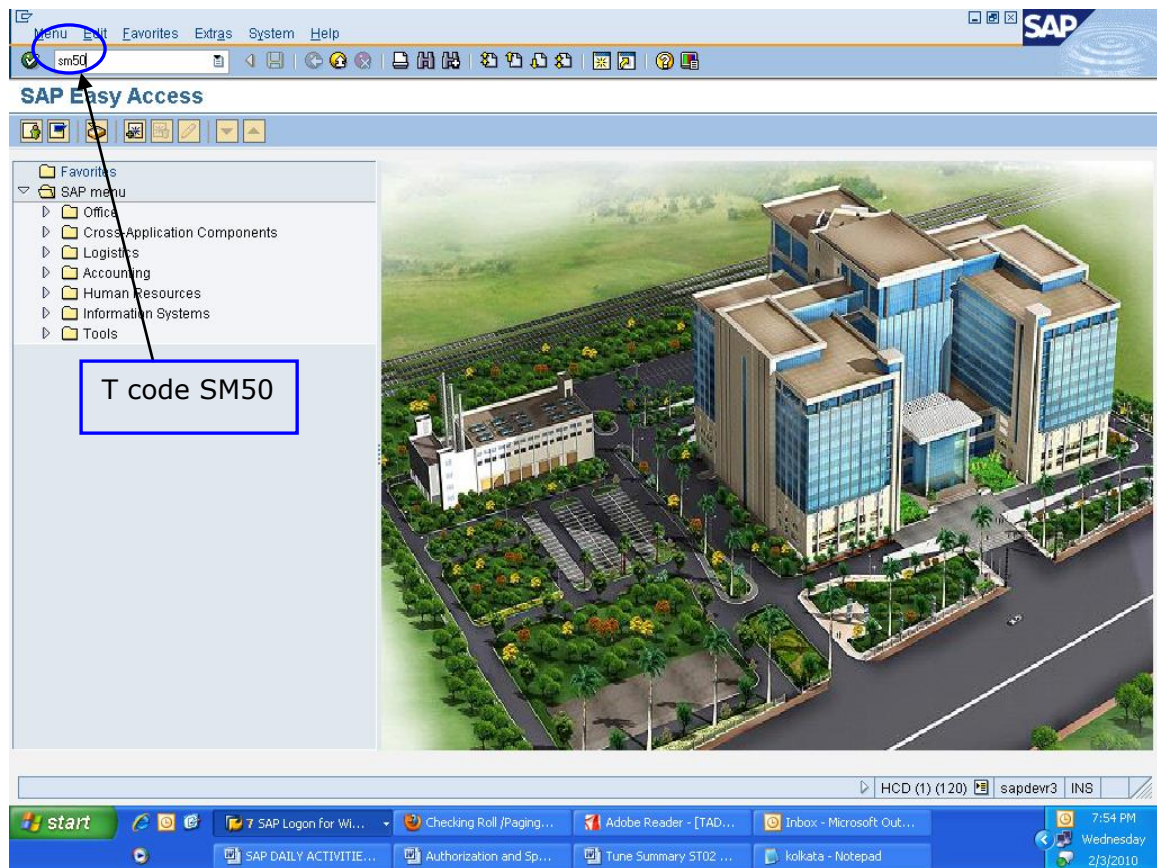 Menu Edit Favorites Extras System Help
SAP
sm50
SAP Easy Access
Favorites
SAP menu
Office
Cross-Application Components
Logistics
Accounting
Human Resources
Information Systems
Tools
T code SM50
HCD (1) (120) sapdevr3 INS
start 7 SAP Logon for Wi... Checking Roll /Paging... Adobe Reader - [TAD... Inbox - Microsoft Out... 7:54 PM
Wednesday
SAP DAILY ACTIVITIE... Authorization and Sp... Tune Summary ST02 ... kolkata - Notepad 2/3/2010